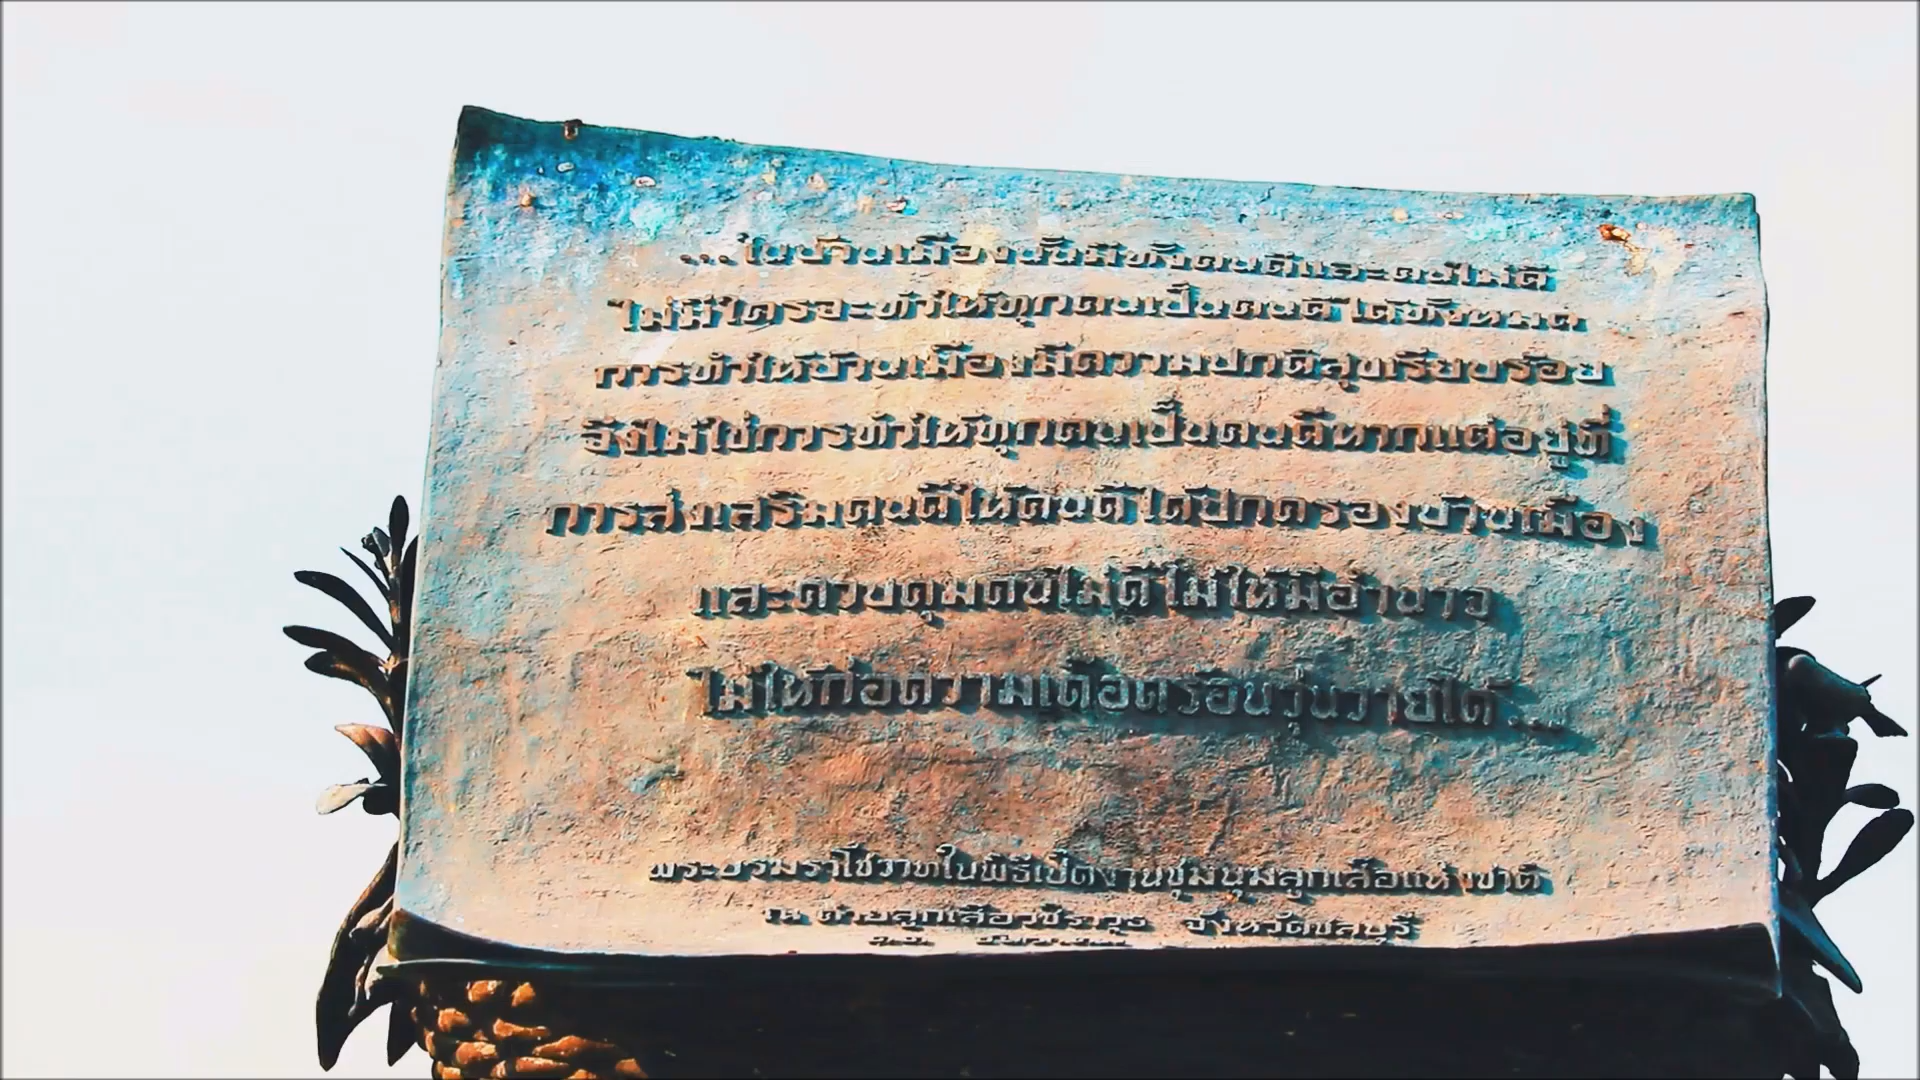 ...ในบ้านเมืองนั้นมีทั้งคนดีและคนไม่ดี
ไม่มีใครจะทำให้ทุกคนเป็นคนดีได้ทั้งหมด
การทำให้บ้านเมืองมีความปกติสุขเรียบร้อย
จึงไม่ใช่การทำให้ทุกคนเป็นคนดีหากแต่อยู่ที่
การส่งเสริมคนดีให้คนดีได้ปกครองบ้านเมือง
และควบคุมคนไม่ดีไม่ให้มีอำนาจ
ไม่ให้ก่อความเดือดร้อนวุ่นวายได้....
พระบรมราโชวาทในพิธีเปิดงานชุมนุมลูกเสือแห่งชาติ
ณ ค่ายลูกเสือวชิราวุธ จังหวัดชลบุรี